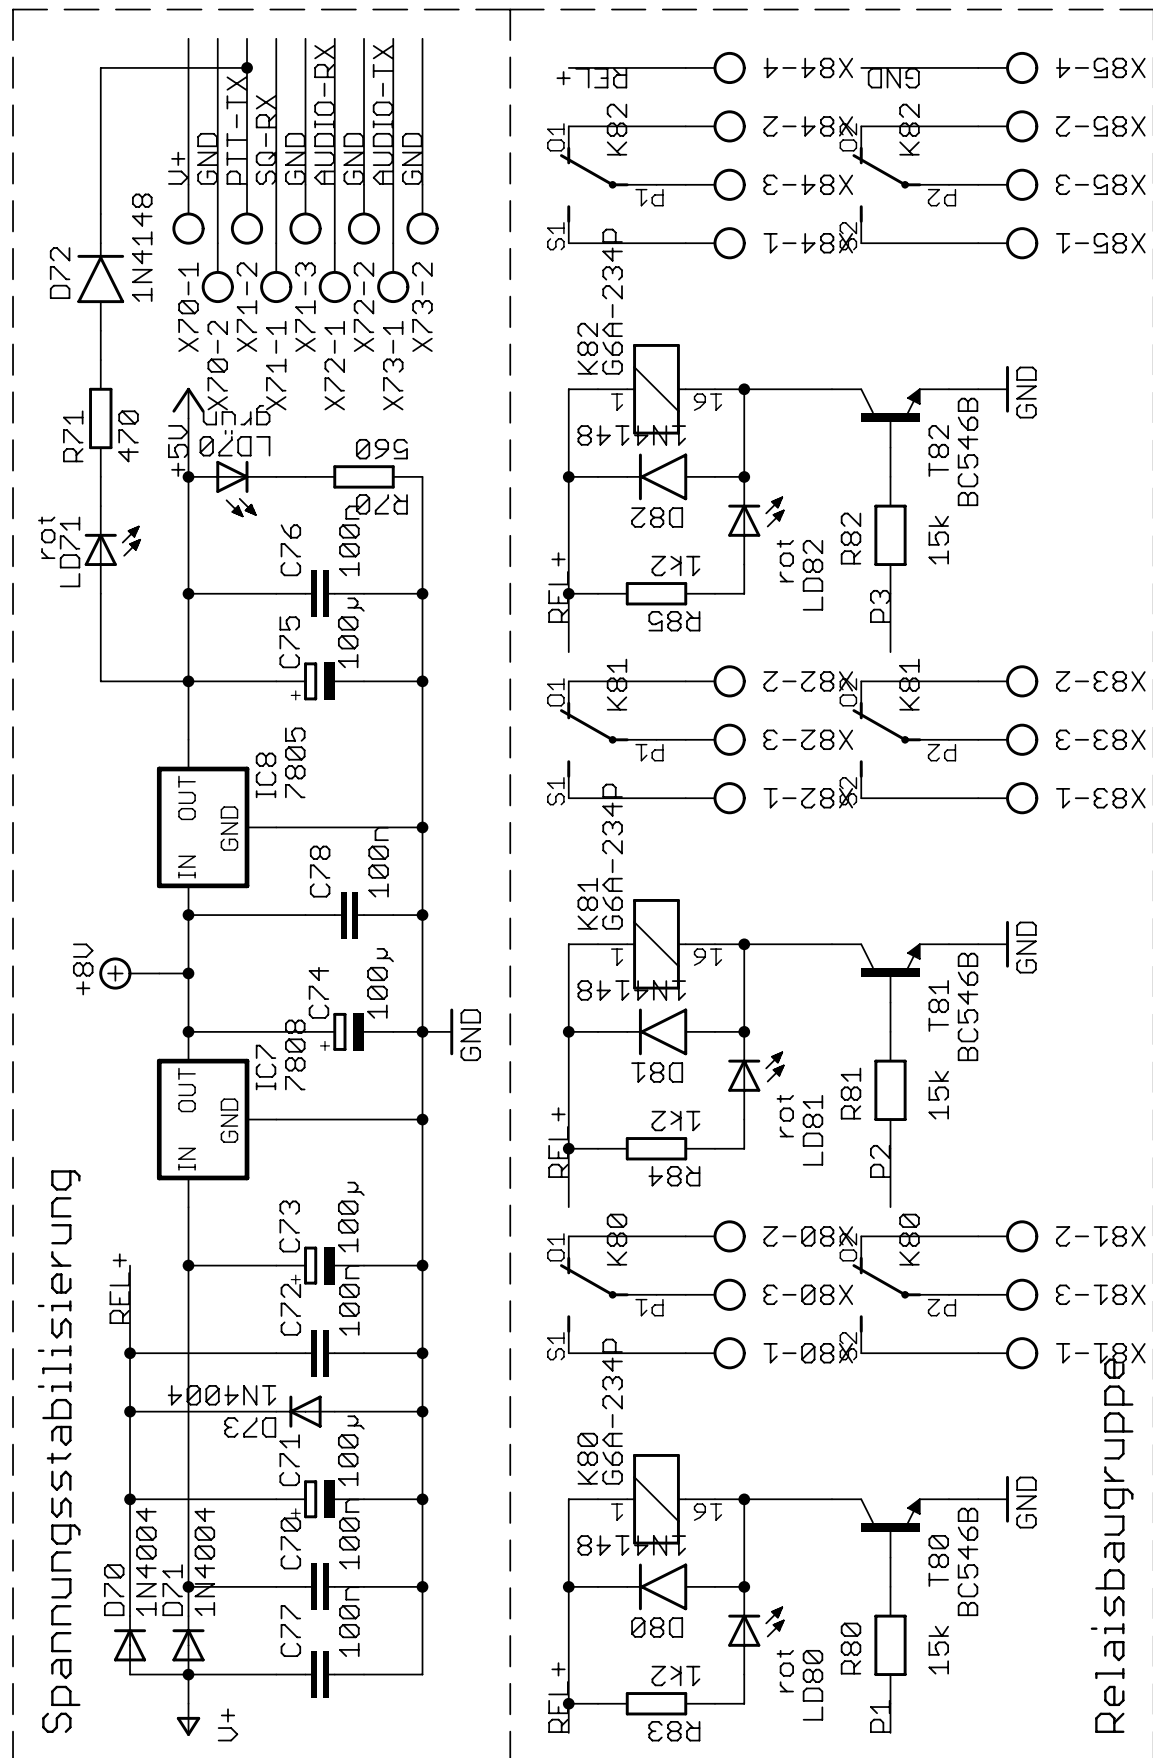 Spannungsstabilisierung
V+
D70
1N4004
D71
1N4004
C77
100n
C70
100n
C71
100µ
D73
1N4004
REL+
C72
100n
C73
100µ
IN
OUT
GND
IC7
7808
GND
C74
100µ
+8V
C78
100n
IN
OUT
GND
IC8
7805
C75
100µ
C76
100n
rot
LD71
R71
470
D72
1N4148
+5V
LD70
grün
R70
560
X70-1
X70-2
X71-2
X71-1
X71-3
X72-1
X72-2
X73-1
X73-2
V+
GND
PTT-TX
SQ-RX
GND
AUDIO-RX
GND
AUDIO-TX
GND
Relaisbaugruppe
REL+
R83
1k2
rot
LD80
D80
1N4148
K80
G6A-234P
1
16
P1
R80
15k
T80
BC546B
GND
S1
O1
P1
K80
X80-1
X80-3
X80-2
S2
O2
P2
K80
X81-1
X81-3
X81-2
REL+
R84
1k2
rot
LD81
D81
1N4148
K81
G6A-234P
1
16
P2
R81
15k
T81
BC546B
GND
S1
O1
P1
K81
X82-1
X82-3
X82-2
S2
O2
P2
K81
X83-1
X83-3
X83-2
REL+
R85
1k2
rot
LD82
D82
1N4148
K82
G6A-234P
1
16
P3
R82
15k
T82
BC546B
GND
S1
O1
P1
K82
X84-1
X84-3
X84-2
REL+
X84-4
S2
O2
P2
K82
X85-1
X85-3
X85-2
GND
X85-4